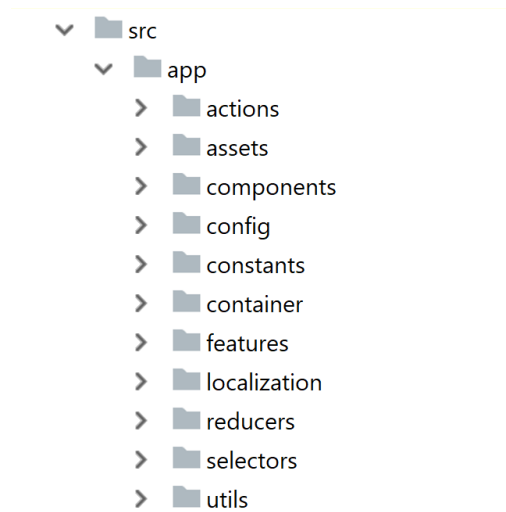 src
app
actions
assets
components
config
constants
container
features
localization
reducers
selectors
utils